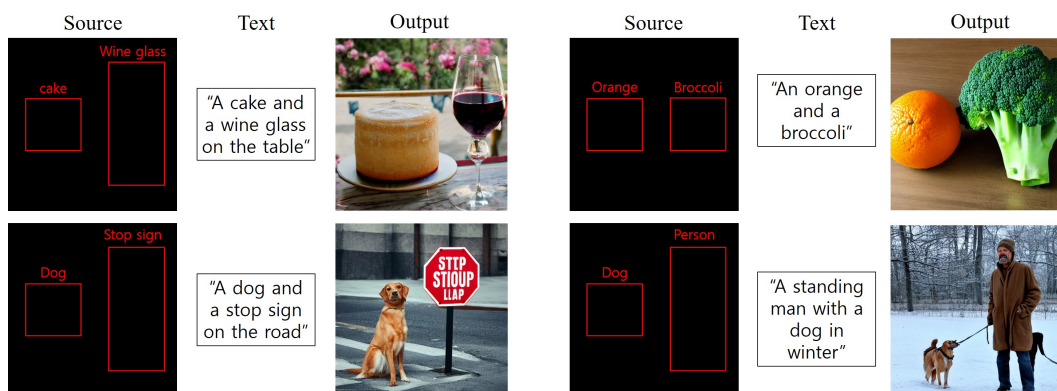 Source Text Output Source Text Output
cake
Wine glass
“A cake and
a wine glass
on the table”
Orange Broccoli
“An orange
and a
broccoli”
Dog
Stop sign
“A dog and
a stop sign
on the road”
STTP
STIOUP
LLAP
Dog
Person
“A standing
man with a
dog in
winter”